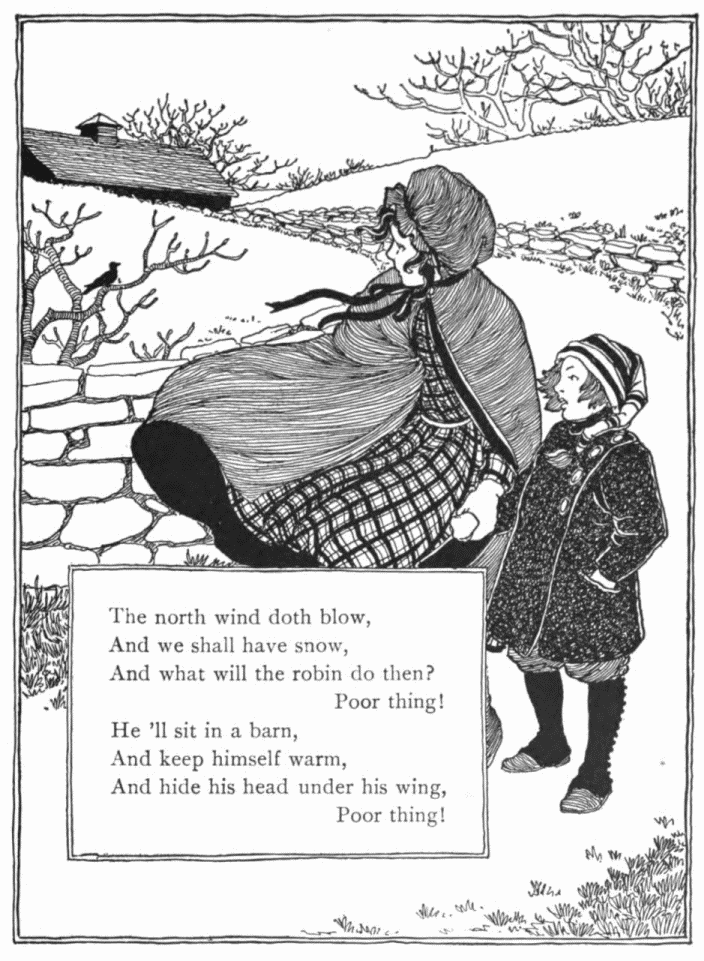 The north wind doth blow,
And we shall have snow,
And what will the robin do then?
Poor thing!
He 'll sit in a barn,
And keep himself warm,
And hide his head under his wing,
Poor thing!